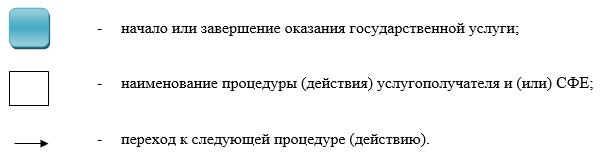 - начало или завершение оказания государственной услуги;
- наименование процедуры (действия) услугополучателя и (или) СФЕ;
- переход к следующей процедуре (действию).